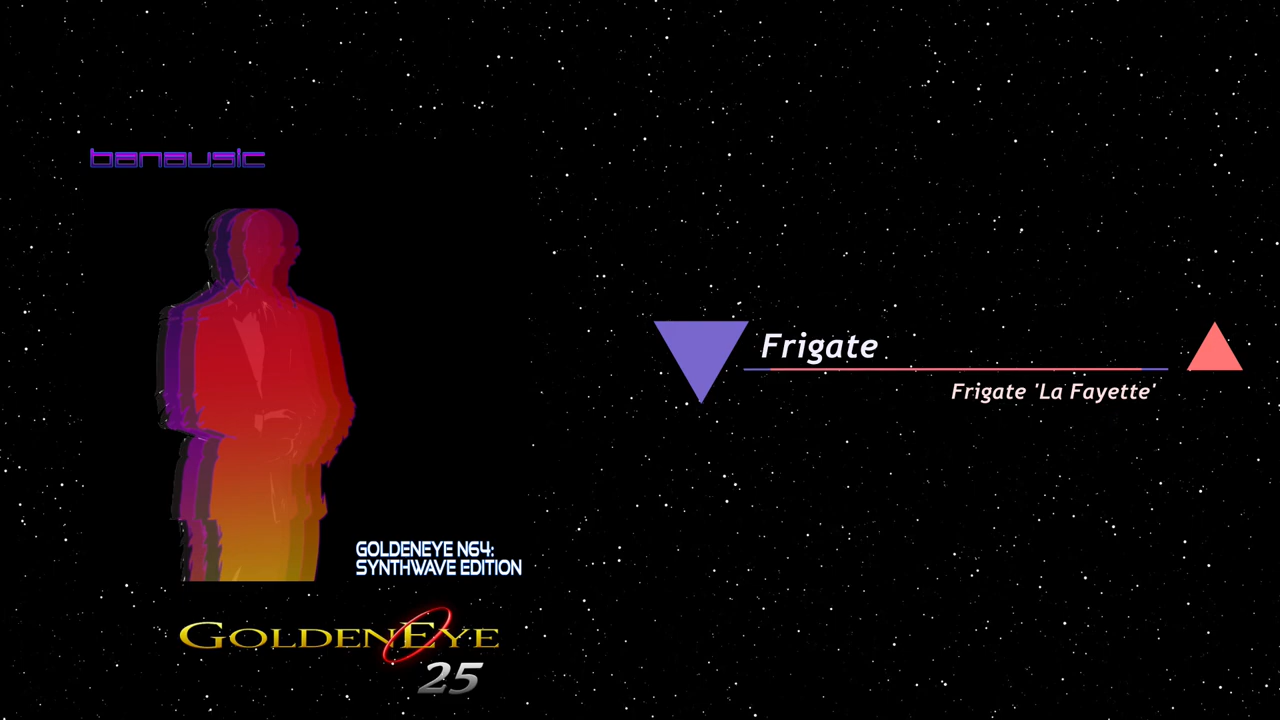 banausic
GOLDENEYE N64:
SYNTHWAVE EDITION
GOLDENEYE
25
Frigate
Frigate 'La Fayette'